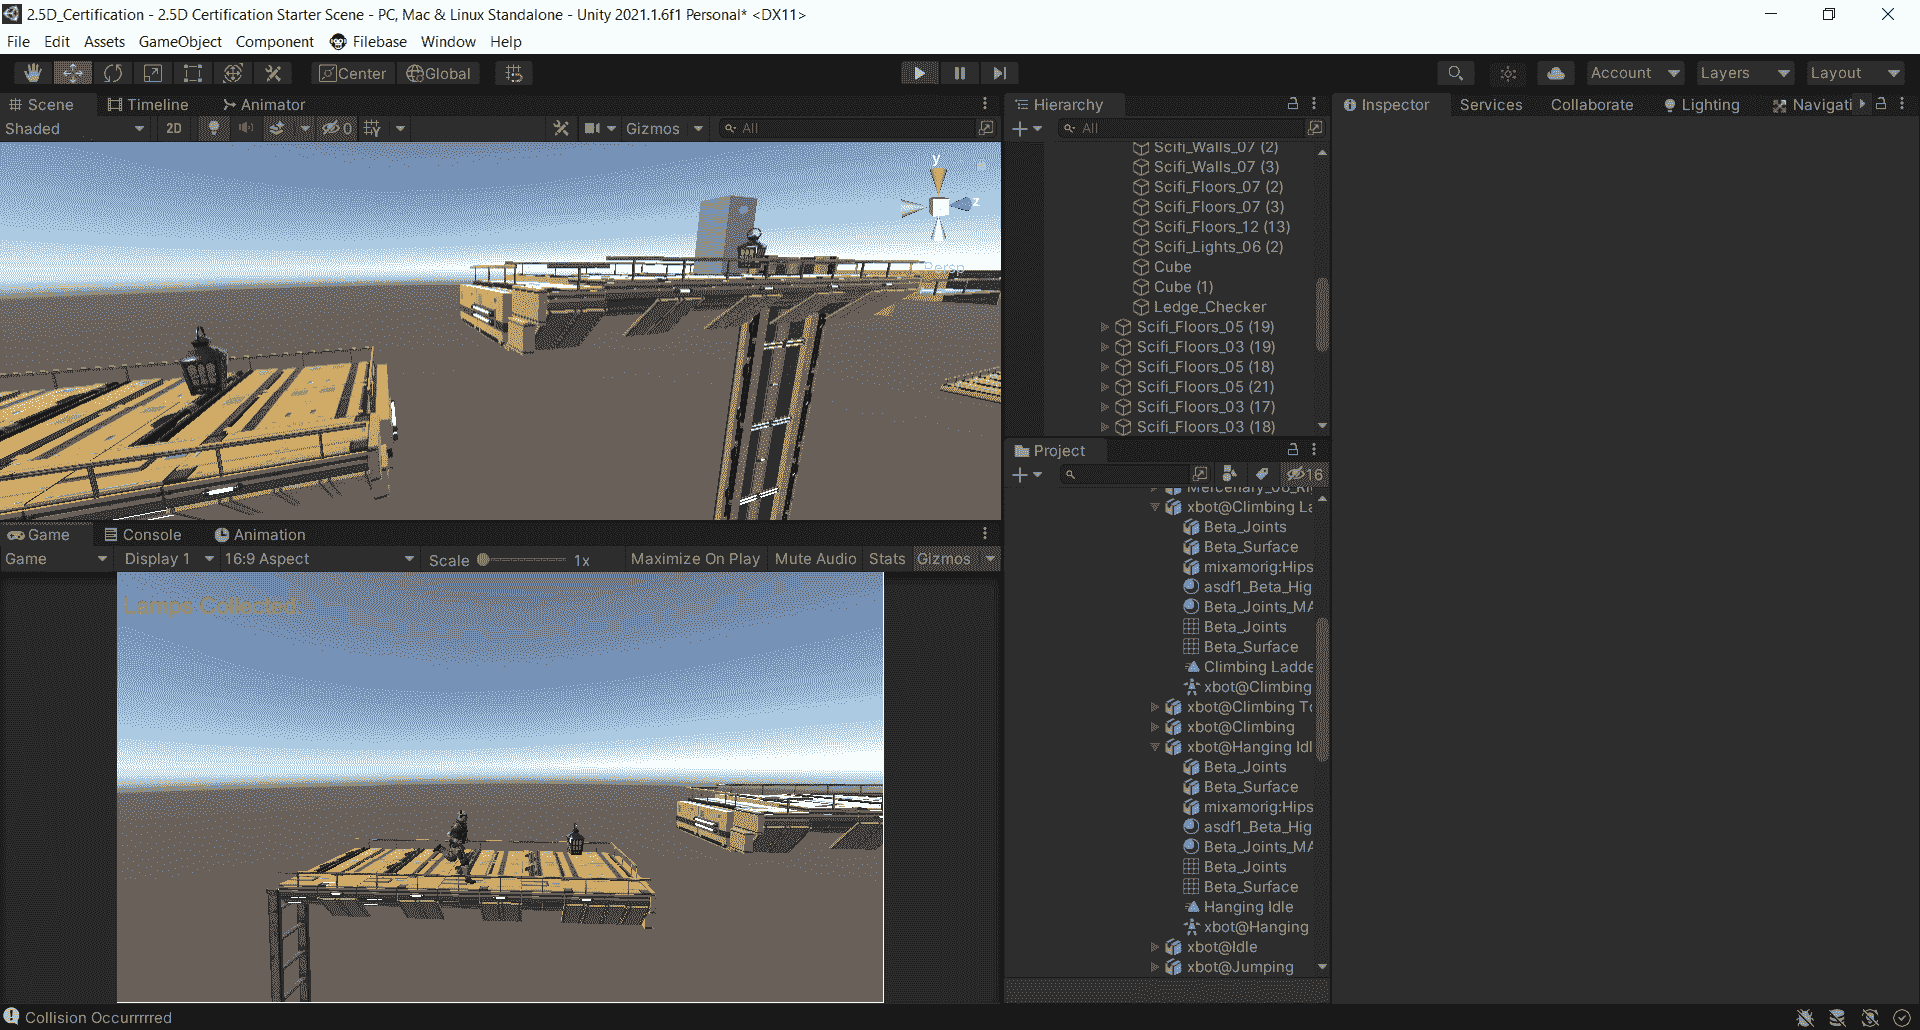 2.5D_Certification - 2.5D Certification Starter Scene - PC, Mac & Linux Standalone - Unity 2021.1.6f1 Personal* <DX11>
File Edit Assets GameObject Component Filebase Window Help
Center Global Account Layers Layout
Scene Timeline Animator
Shaded 2D 0 Gizmos All
y
z
Persp
Hierarchy
All
Scifi_Walls_07 (2)
Scifi_Walls_07 (3)
Scifi_Floors_07 (2)
Scifi_Floors_07 (3)
Scifi_Floors_12 (13)
Scifi_Lights_06 (2)
Cube
Cube (1)
Ledge_Checker
Scifi_Floors_05 (19)
Scifi_Floors_03 (19)
Scifi_Floors_05 (18)
Scifi_Floors_05 (21)
Scifi_Floors_03 (17)
Scifi_Floors_03 (18)
Inspector Services Collaborate Lighting Navigati
Game Console Animation
Game Display 1 16:9 Aspect Scale 1x Maximize On Play Mute Audio Stats Gizmos
Lamps Collected:
Project
16
xbot@Climbing La
Beta_Joints
Beta_Surface
mixamorig:Hips
asdf1_Beta_Hig
Beta_Joints_MA
Beta_Joints
Beta_Surface
Climbing Ladde
xbot@Climbing
xbot@Climbing To
xbot@Climbing
xbot@Hanging Idl
Beta_Joints
Beta_Surface
mixamorig:Hips
asdf1_Beta_Hig
Beta_Joints_MA
Beta_Joints
Beta_Surface
Hanging Idle
xbot@Hanging
xbot@Idle
xbot@Jumping
Collision Occurrrrred